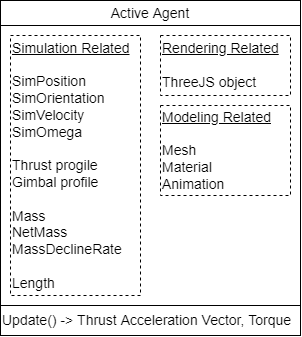 Active Agent
Simulation Related
SimPosition
SimOrientation
SimVelocity
SimOmega
Thrust progile
Gimbal profile
Mass
NetMass
MassDeclineRate
Length
Rendering Related
ThreeJS object
Modeling Related
Mesh
Material
Animation
Update() -> Thrust Acceleration Vector, Torque